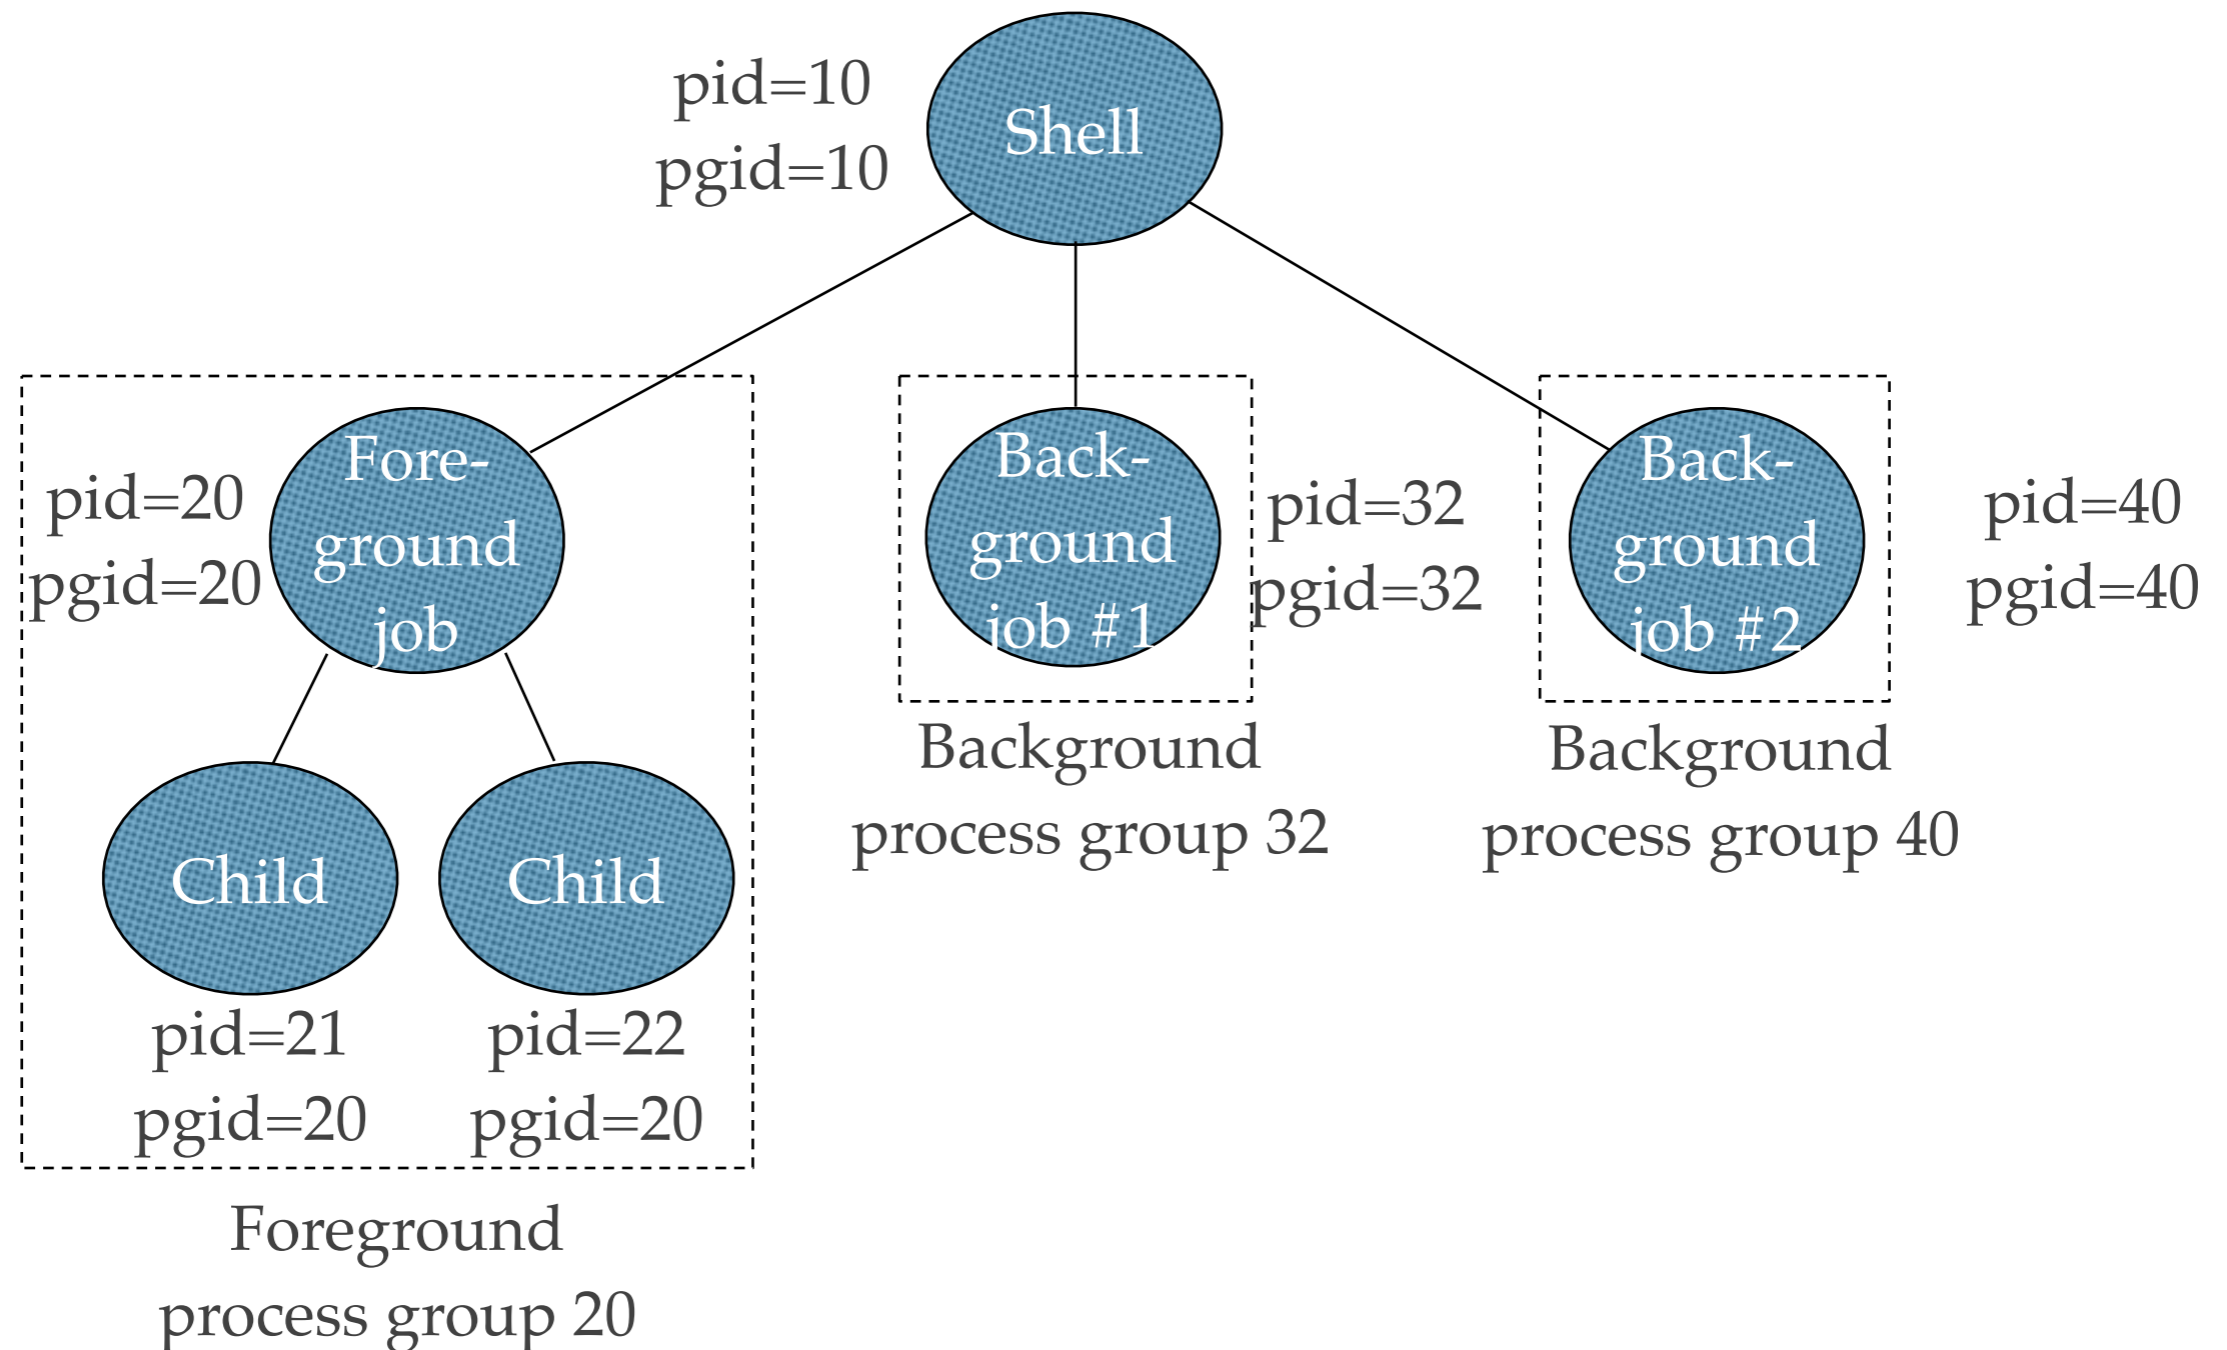 pid=10
pgid=10
Shell
pid=20
pgid=20
Fore-
ground
job
Back-
ground
job #1
pid=32
pgid=32
Back-
ground
job #2
pid=40
pgid=40
Background
process group 32
Background
process group 40
Child
Child
pid=21
pgid=20
pid=22
pgid=20
Foreground
process group 20